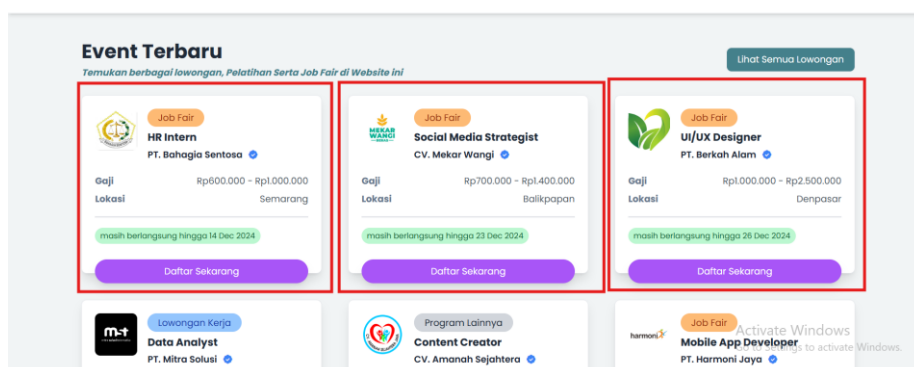 Event Terbaru
Temukan berbagai lowongan, Pelatihan Serta Job Fair di Website ini
Lihat Semua Lowongan
Job Fair
HR Intern
PT. Bahagia Sentosa
Gaji Rp600.000 - Rp1.000.000
Lokasi Semarang
masih berlangsung hingga 14 Dec 2024
Daftar Sekarang
MEKAR
WANGI
Job Fair
Social Media Strategist
CV. Mekar Wangi
Gaji Rp700.000 - Rp1.400.000
Lokasi Balikpapan
masih berlangsung hingga 23 Dec 2024
Daftar Sekarang
Job Fair
UI/UX Designer
PT. Berkah Alam
Gaji Rp1.000.000 - Rp2.500.000
Lokasi Denpasar
masih berlangsung hingga 26 Dec 2024
Daftar Sekarang
Lowongan Kerja
Data Analyst
PT. Mitra Solusi
Program Lainnya
Content Creator
CV. Amanah Sejahtera
harmoni
Job Fair
Mobile App Developer
PT. Harmoni Jaya
Activate Windows
Go to Settings to activate Windows.